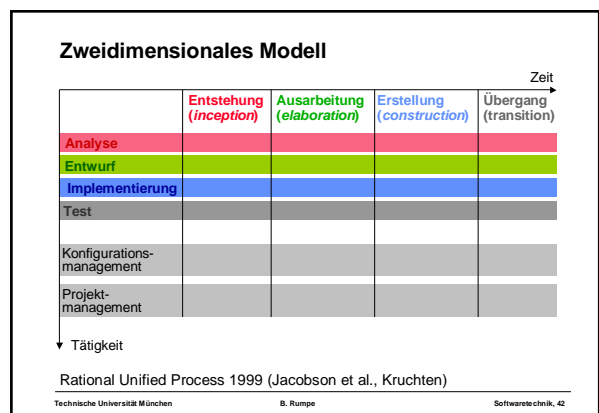 Zweidimensionales Modell
Zeit
Entstehung Ausarbeitung Erstellung Übergang
(inception) (elaboration) (construction) (transition)
Analyse
Entwurf
Implementierung
Test
Konfigurations-
management
Projekt-
management
Tätigkeit
Rational Unified Process 1999 (Jacobson et al., Kruchten)
Technische Universität München B. Rumpe Softwaretechnik, 42